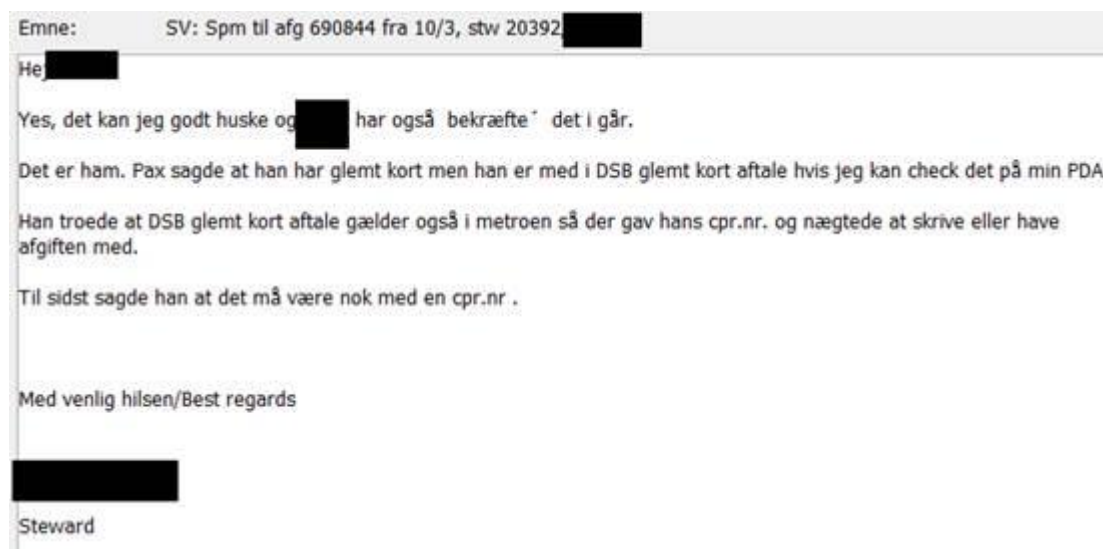 Emne: SV: Spm til afg 690844 fra 10/3, stw 20392,
Hej
Yes, det kan jeg godt huske og har også bekræfte´ det i går.
Det er ham. Pax sagde at han har glemt kort men han er med i DSB glemt kort aftale hvis jeg kan check det på min PDA
Han troede at DSB glemt kort aftale gælder også i metroen så der gav hans cpr.nr. og nægtede at skrive eller have
afgiften med.
Til sidst sagde han at det må være nok med en cpr.nr .
Med venlig hilsen/Best regards
Steward